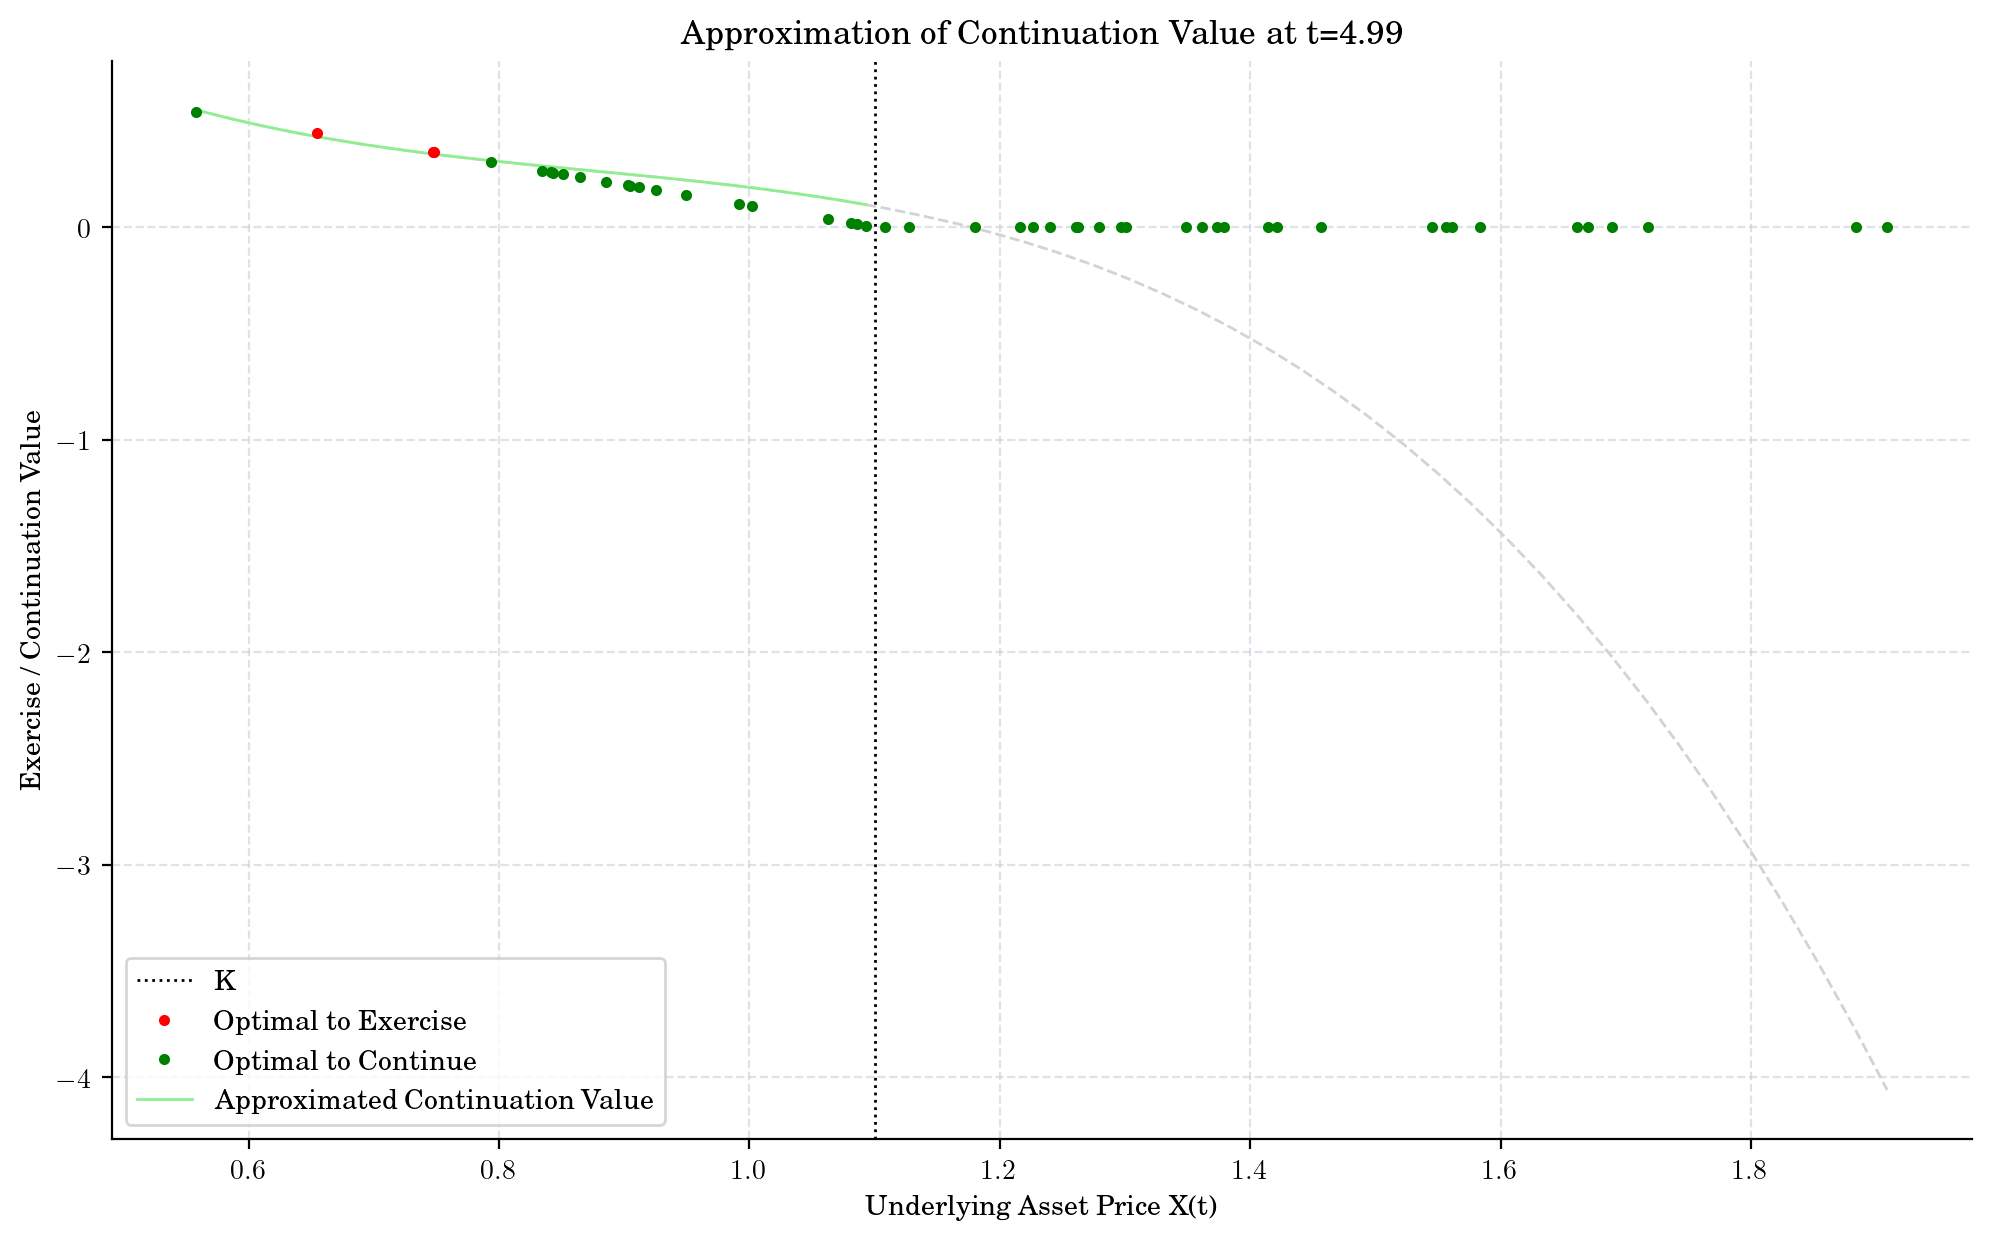 Approximation of Continuation Value at t=4.99
Exercise / Continuation Value
0
−1
−2
−3
−4
K
Optimal to Exercise
Optimal to Continue
Approximated Continuation Value
0.6 0.8 1.0 1.2 1.4 1.6 1.8
Underlying Asset Price X(t)